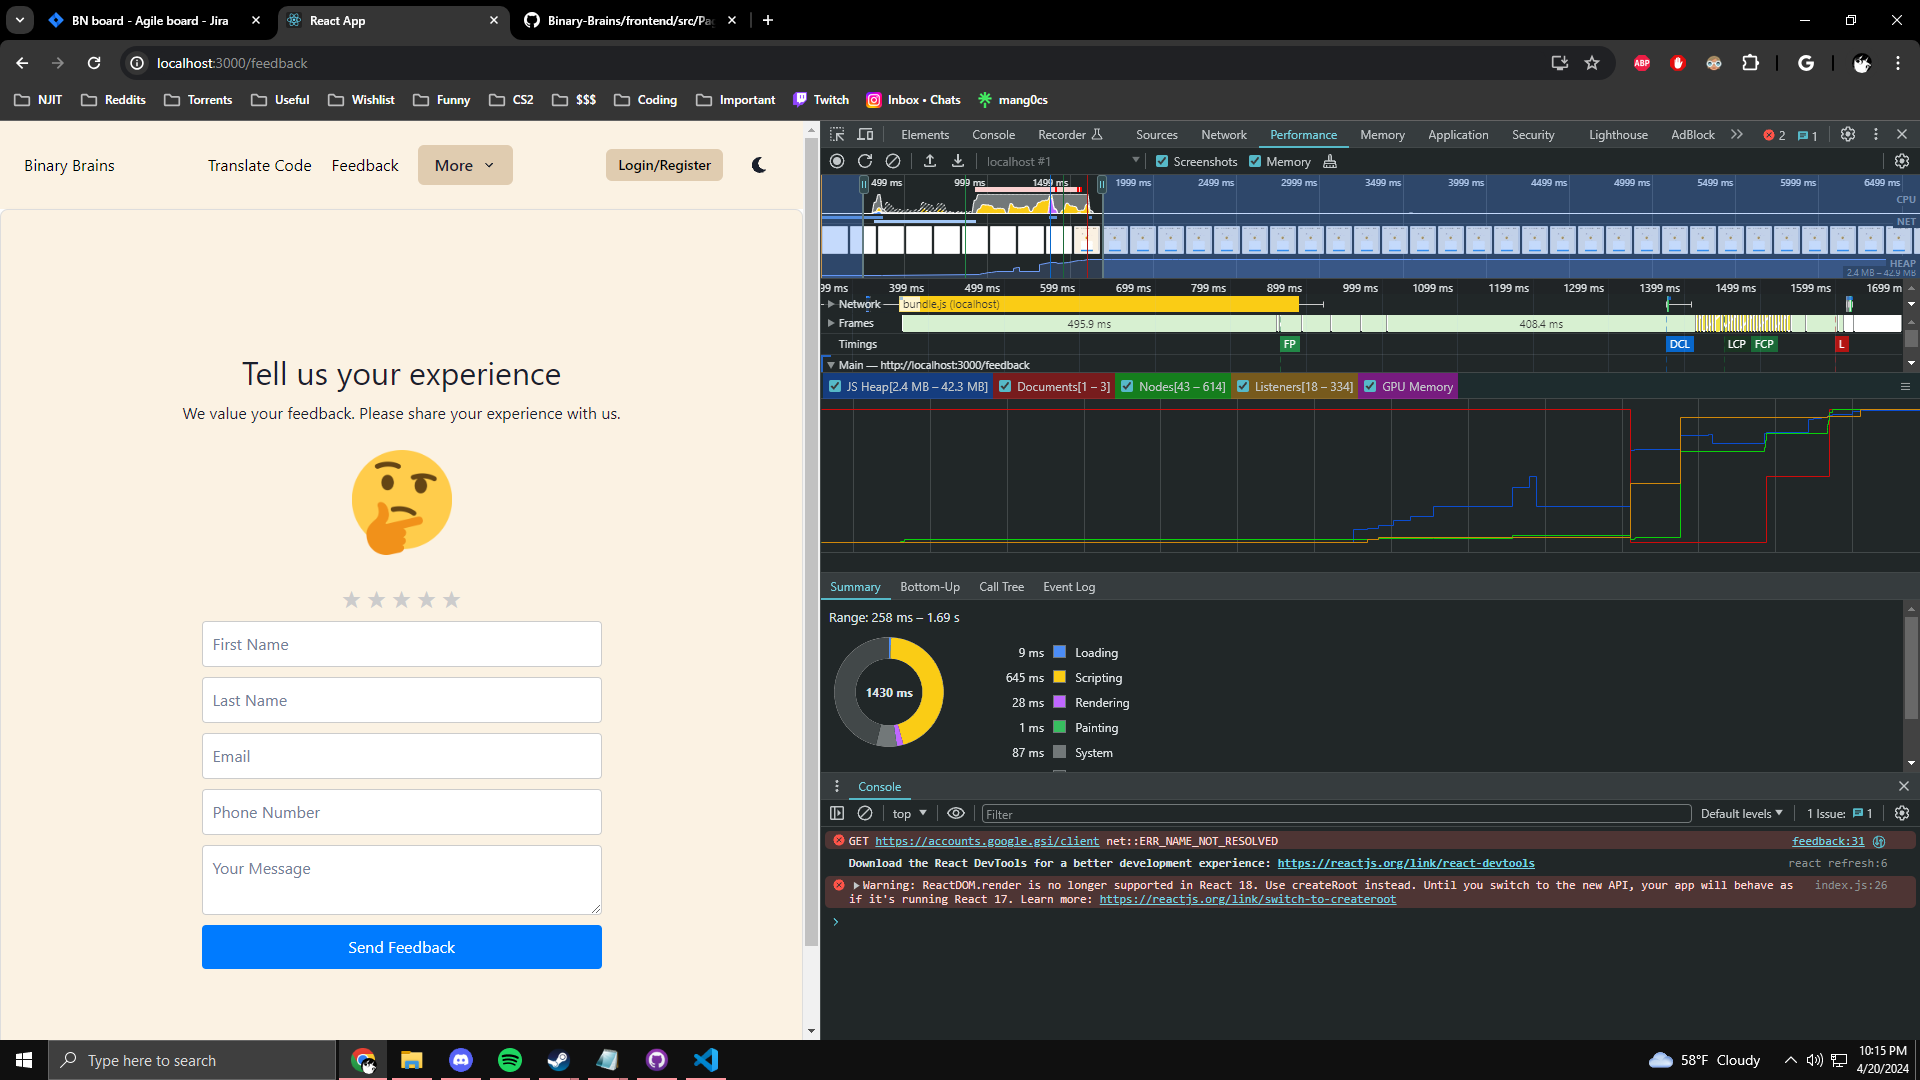 BN board - Agile board - Jira
React App
Binary-Brains/frontend/src/Pa
localhost:3000/feedback
ABP
G
NJIT
Reddits
Torrents
Useful
Wishlist
Funny
CS2
$$$
Coding
Important
Twitch
Inbox • Chats
mang0cs
Binary Brains
Translate Code
Feedback
More
Login/Register
Tell us your experience
We value your feedback. Please share your experience with us.
First Name
Last Name
Email
Phone Number
Your Message
Send Feedback
Elements
Console
Recorder
Sources
Network
Performance
Memory
Application
Security
Lighthouse
AdBlock
2
1
localhost #1
Screenshots
Memory
499 ms
999 ms
1499 ms
1999 ms
2499 ms
2999 ms
3499 ms
3999 ms
4499 ms
4999 ms
5499 ms
5999 ms
6499 ms
CPU
NET
HEAP
2.4 MB – 42.9 MB
99 ms
399 ms
499 ms
599 ms
699 ms
799 ms
899 ms
999 ms
1099 ms
1199 ms
1299 ms
1399 ms
1499 ms
1599 ms
1699 m
Network
bundle.js (localhost)
Frames
495.9 ms
408.4 ms
Timings
FP
DCL
LCP
FCP
L
Main — http://localhost:3000/feedback
JS Heap[2.4 MB – 42.3 MB]
Documents[1 – 3]
Nodes[43 – 614]
Listeners[18 – 334]
GPU Memory
Summary
Bottom-Up
Call Tree
Event Log
Range: 258 ms – 1.69 s
1430 ms
9 ms Loading
645 ms Scripting
28 ms Rendering
1 ms Painting
87 ms System
Console
top
Filter
Default levels
1 Issue: 1
GET https://accounts.google.gsi/client net::ERR_NAME_NOT_RESOLVED
feedback:31
Download the React DevTools for a better development experience: https://reactjs.org/link/react-devtools
react refresh:6
Warning: ReactDOM.render is no longer supported in React 18. Use createRoot instead. Until you switch to the new API, your app will behave as
index.js:26
if it's running React 17. Learn more: https://reactjs.org/link/switch-to-createroot
Type here to search
58°F Cloudy
10:15 PM
4/20/2024